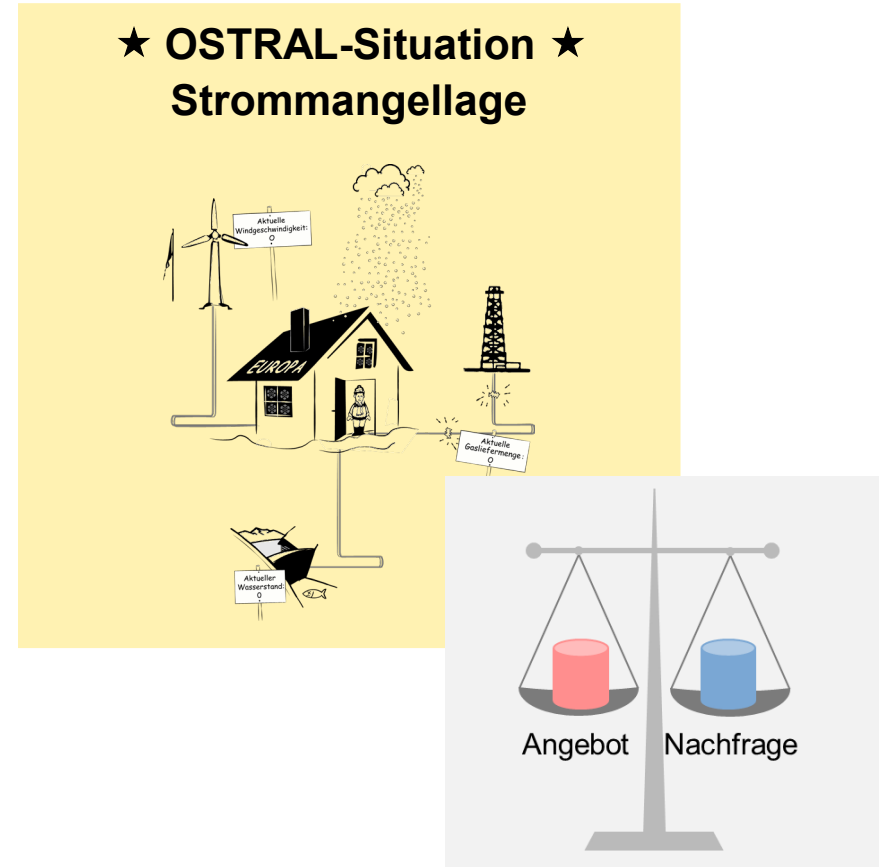 ★ OSTRAL-Situation ★
Strommangellage
Aktuelle
Windgeschwindigkeit:
0
EUROPA
Aktuelle
Gasliefermenge:
0
Aktueller
Wasserstand:
0
Angebot
Nachfrage